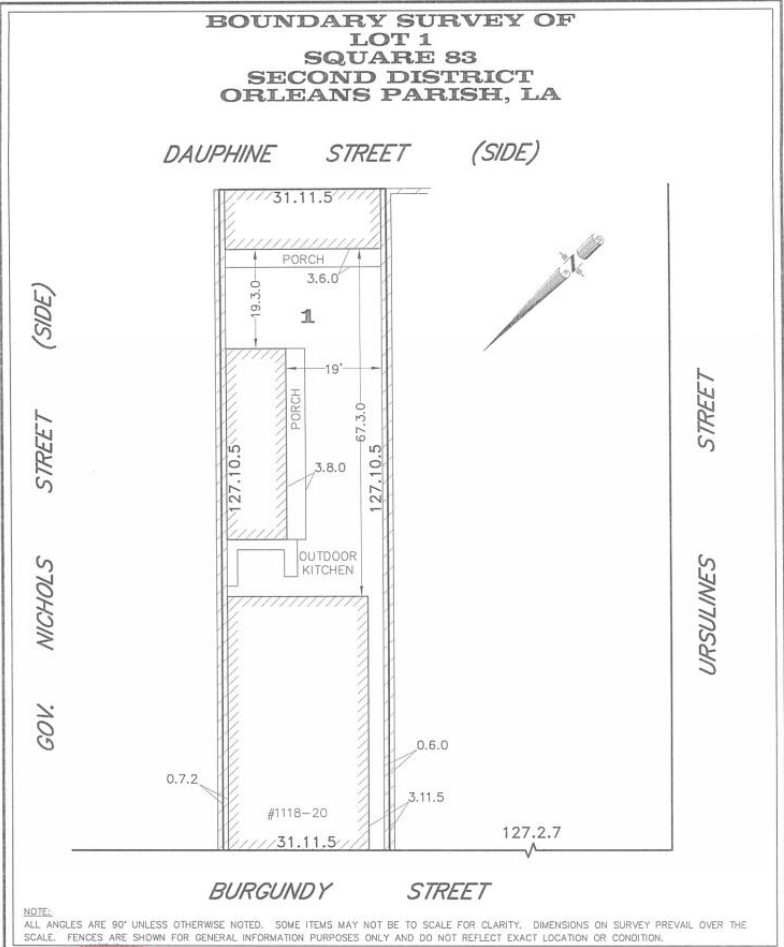 BOUNDARY SURVEY OF
LOT 1
SQUARE 83
SECOND DISTRICT
ORLEANS PARISH, LA
DAUPHINE STREET (SIDE)
31.11.5
PORCH
3.6.0
19.3.0
1
19'
PORCH
67.3.0
127.10.5
127.10.5
3.8.0
OUTDOOR
KITCHEN
GOV. NICHOLS STREET (SIDE)
URSULINES STREET
0.6.0
0.7.2
3.11.5
#1118-20
31.11.5
127.2.7
BURGUNDY STREET
NOTE:
ALL ANGLES ARE 90° UNLESS OTHERWISE NOTED. SOME ITEMS MAY NOT BE TO SCALE FOR CLARITY. DIMENSIONS ON SURVEY PREVAIL OVER THE
SCALE. FENCES ARE SHOWN FOR GENERAL INFORMATION PURPOSES ONLY AND DO NOT REFLECT EXACT LOCATION OR CONDITION.